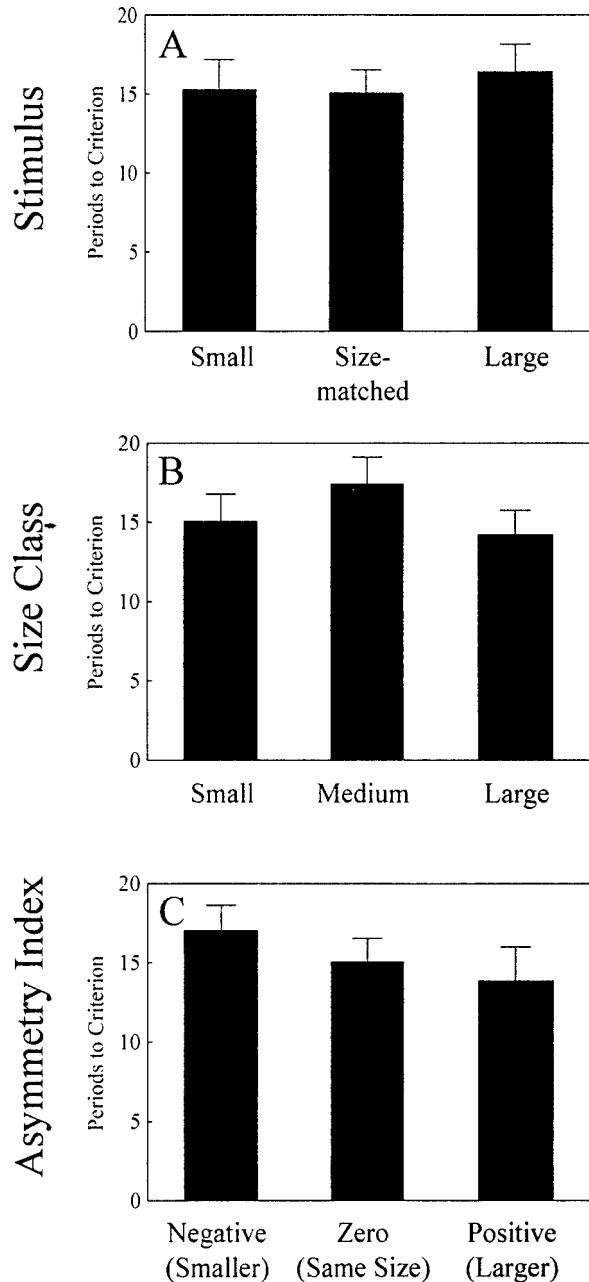 Stimulus
A
Periods to Criterion
20
15
10
5
0
Small
Size-
matched
Large
Size Class
B
Periods to Criterion
20
15
10
5
0
Small
Medium
Large
Asymmetry Index
C
Periods to Criterion
20
15
10
5
0
Negative
(Smaller)
Zero
(Same Size)
Positive
(Larger)